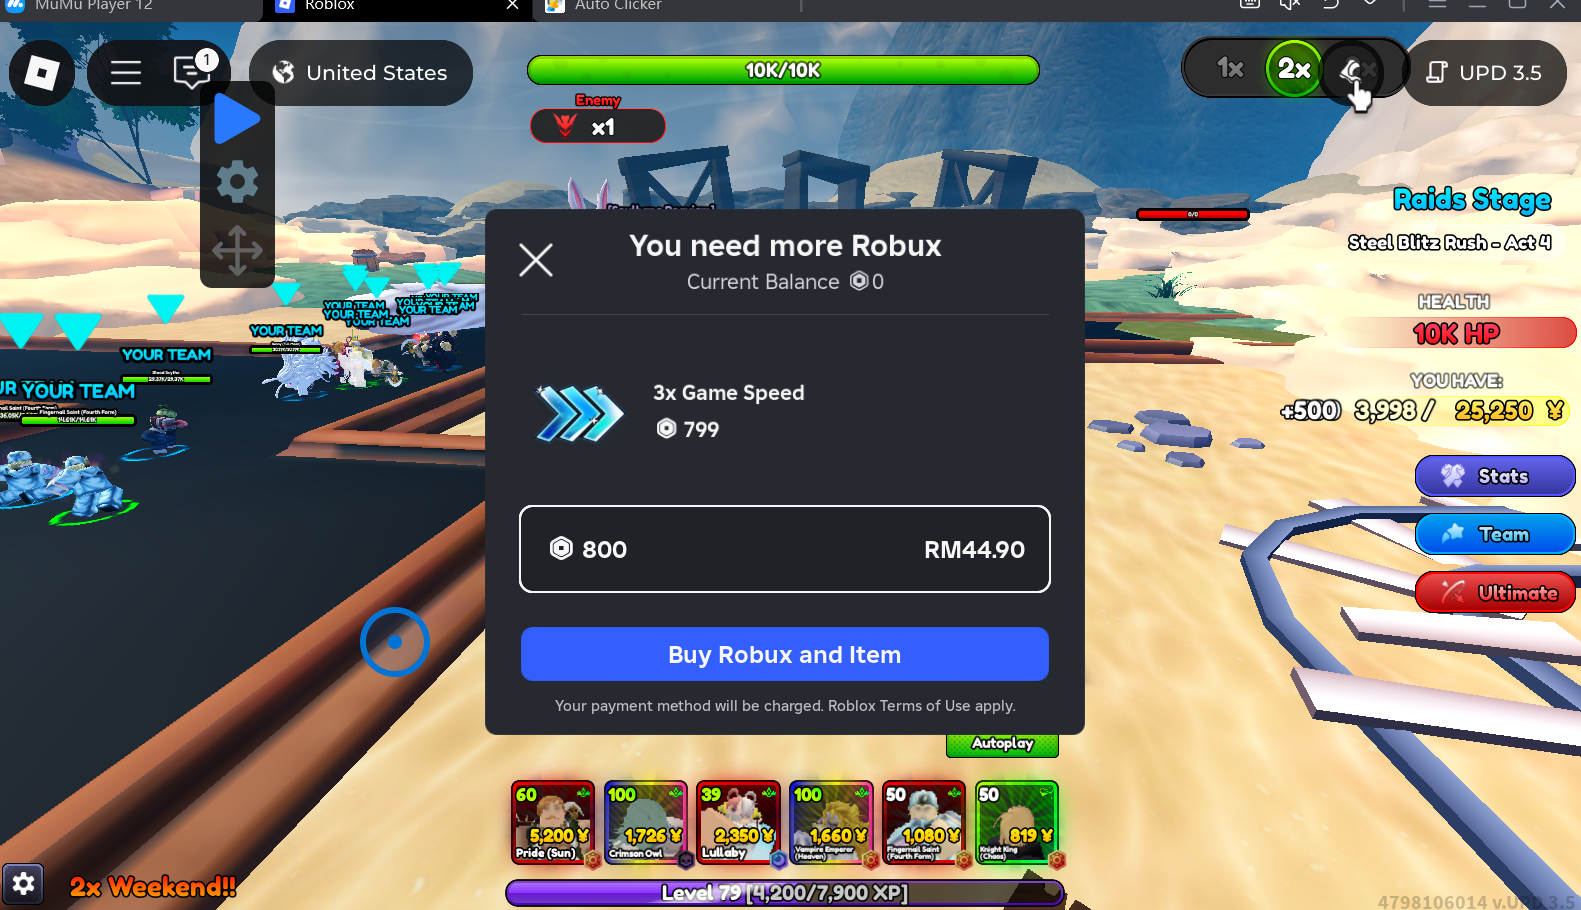 MuMu Player 12
Roblox
Auto Clicker
1
United States
10K/10K
1x
2x
UPD 3.5
Enemy
x1
Raids Stage
0/0
Steel Blitz Rush - Act 4
You need more Robux
Current Balance 0
HEALTH
10K HP
YOUR TEAM
YOUR TEAM
YOUR TEAM
YOUR TEAM
YOUR TEAM
YOUR TEAM
YOUR TEAM
YOU HAVE:
+500) 3,998 / 25,250 ¥
3x Game Speed
799
Fingernail Saint (Fourth Form)
Stats
800
RM44.90
Team
Ultimate
Buy Robux and Item
Your payment method will be charged. Roblox Terms of Use apply.
Autoplay
60
5,200 ¥
Pride (Sun)
100
1,726 ¥
Crimson Owl
39
2,350 ¥
Lullaby
100
1,660 ¥
Vampire Emperor (Heaven)
50
1,080 ¥
Fingernail Saint (Fourth Form)
50
819 ¥
Knight King (Chaos)
2x Weekend!!
Level 79 [4,200/7,900 XP]
4798106014 v.UPD 3.5